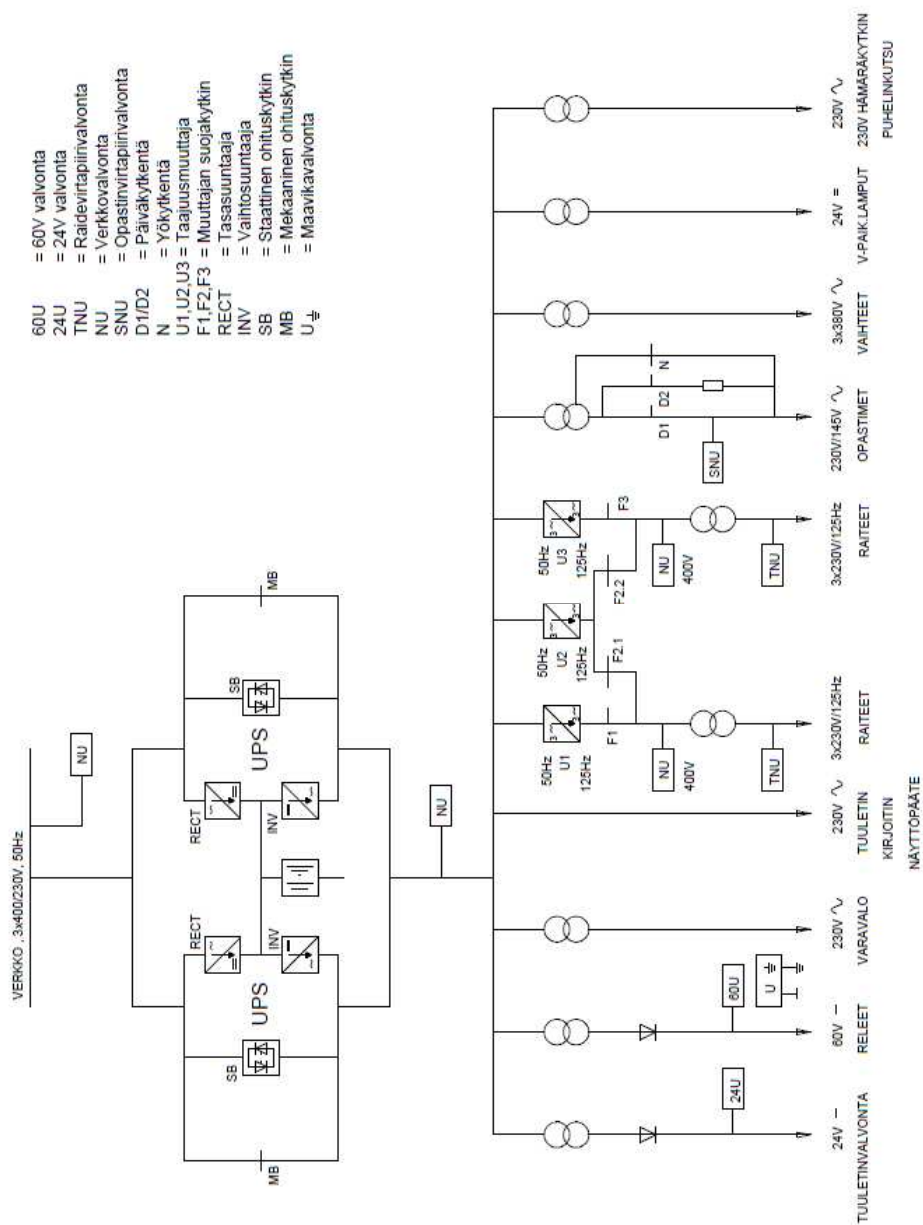 VERKKO , 3x400/230V, 50Hz
NU
60U = 60V valvonta
24U = 24V valvonta
TNU = Raidevirtapiirivalvonta
NU = Verkkovalvonta
SNU = Opastinvirtapiirivalvonta
D1/D2 = Päiväkytkentä
N = Yökytkentä
U1,U2,U3 = Taajuusmuuttaja
F1,F2,F3 = Muuttajan suojakytkin
RECT = Tasasuuntaaja
INV = Vaihtosuuntaaja
SB = Staattinen ohituskytkin
MB = Mekaaninen ohituskytkin
U = Maavikavalvonta
MB
SB
UPS
RECT
INV
RECT
INV
UPS
SB
MB
NU
50Hz
U1
125Hz
50Hz
U2
125Hz
50Hz
U3
125Hz
F1
F2.1
F2.2
F3
NU
400V
NU
400V
TNU
TNU
D1
D2
N
SNU
24U
60U
U
24V —
TUULETINVALVONTA
60V —
RELEET
230V ~
VARAVALO
230V ~
TUULETIN
KIRJOITIN
NÄYTTÖPÄÄTE
3x230V/125Hz
RAITEET
3x230V/125Hz
RAITEET
230V/145V ~
OPASTIMET
3x380V ~
VAIHTEET
24V =
V-PAIK.LAMPUT
230V ~
230V HÄMÄRÄKYTKIN
PUHELINKUTSU